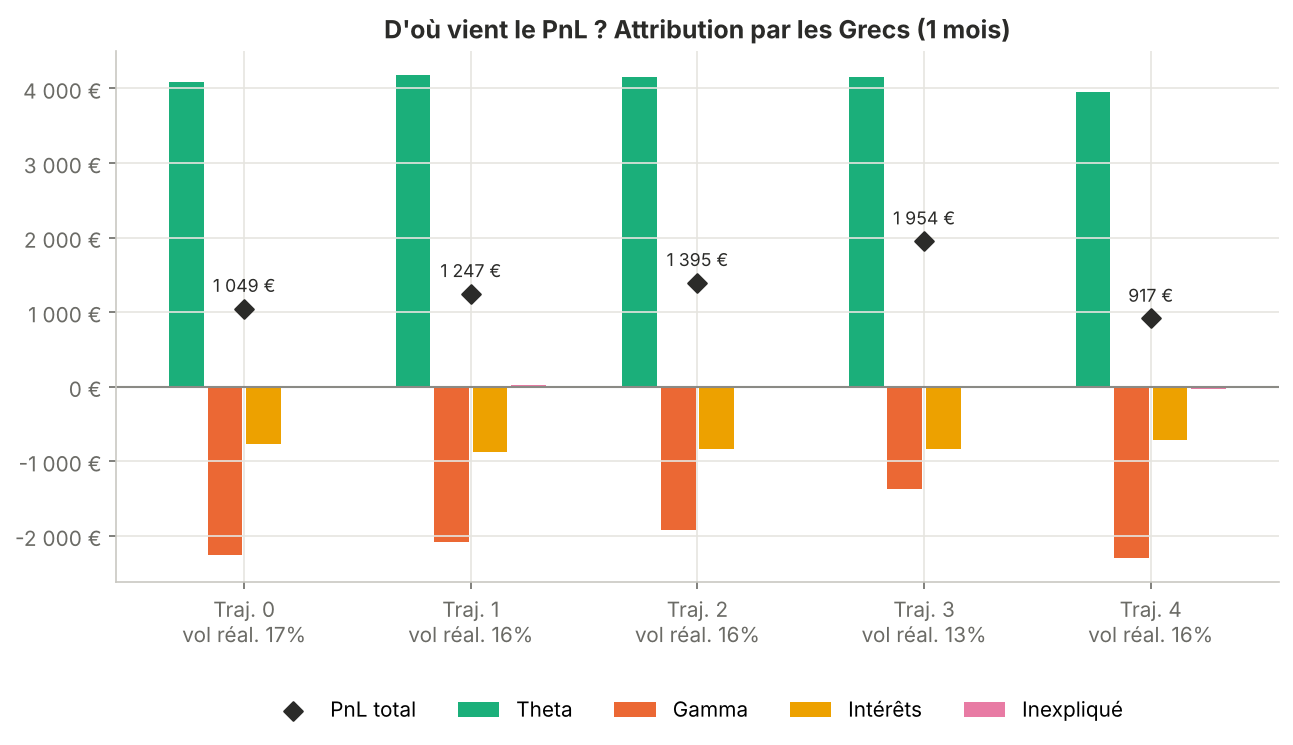 D'où vient le PnL ? Attribution par les Grecs (1 mois)
4 000 €
3 000 €
2 000 €
1 000 €
0 €
-1 000 €
-2 000 €
1 049 €
1 247 €
1 395 €
1 954 €
917 €
Traj. 0
vol réal. 17%
Traj. 1
vol réal. 16%
Traj. 2
vol réal. 16%
Traj. 3
vol réal. 13%
Traj. 4
vol réal. 16%
PnL total
Theta
Gamma
Intérêts
Inexpliqué